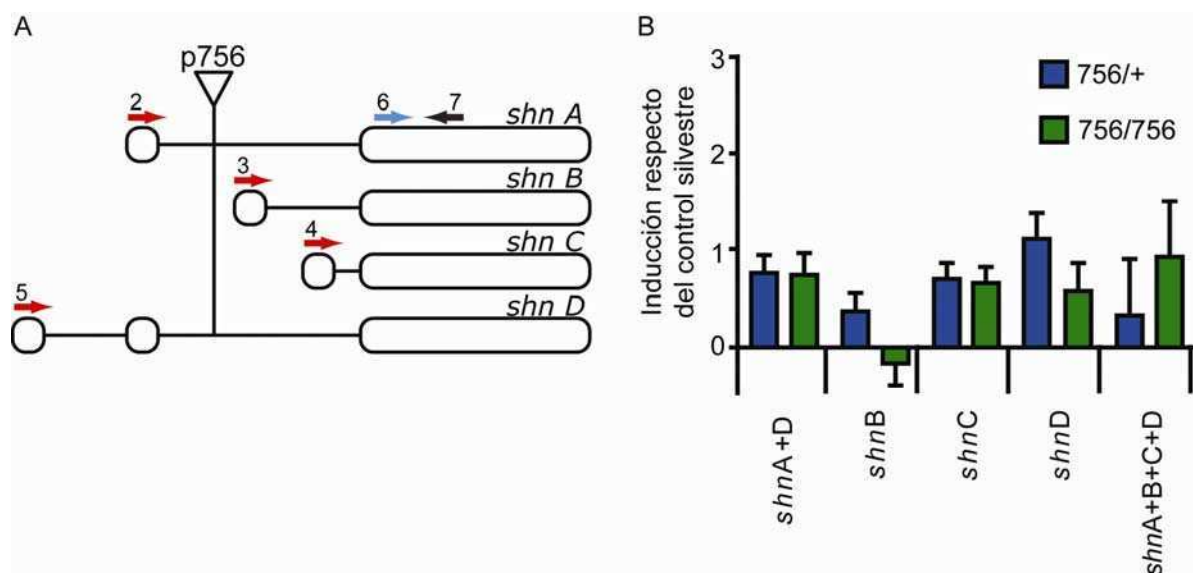 A
p756
2
6
7
shn A
3
shn B
4
shn C
5
shn D
B
Inducción respecto
del control silvestre
3
2
1
0
756/+
756/756
shnA+D
shnB
shnC
shnD
shnA+B+C+D